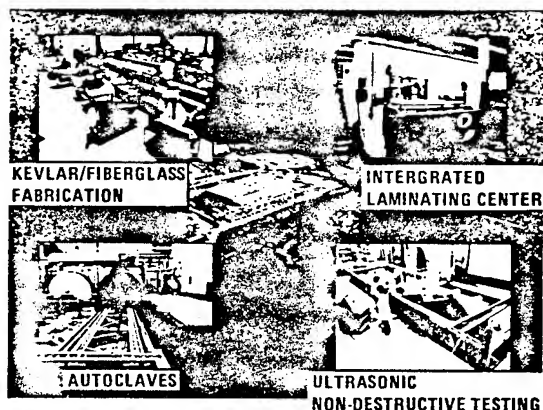 KEVLAR/FIBERGLASS
FABRICATION
INTERGRATED
LAMINATING CENTER
AUTOCLAVES
ULTRASONIC
NON-DESTRUCTIVE TESTING